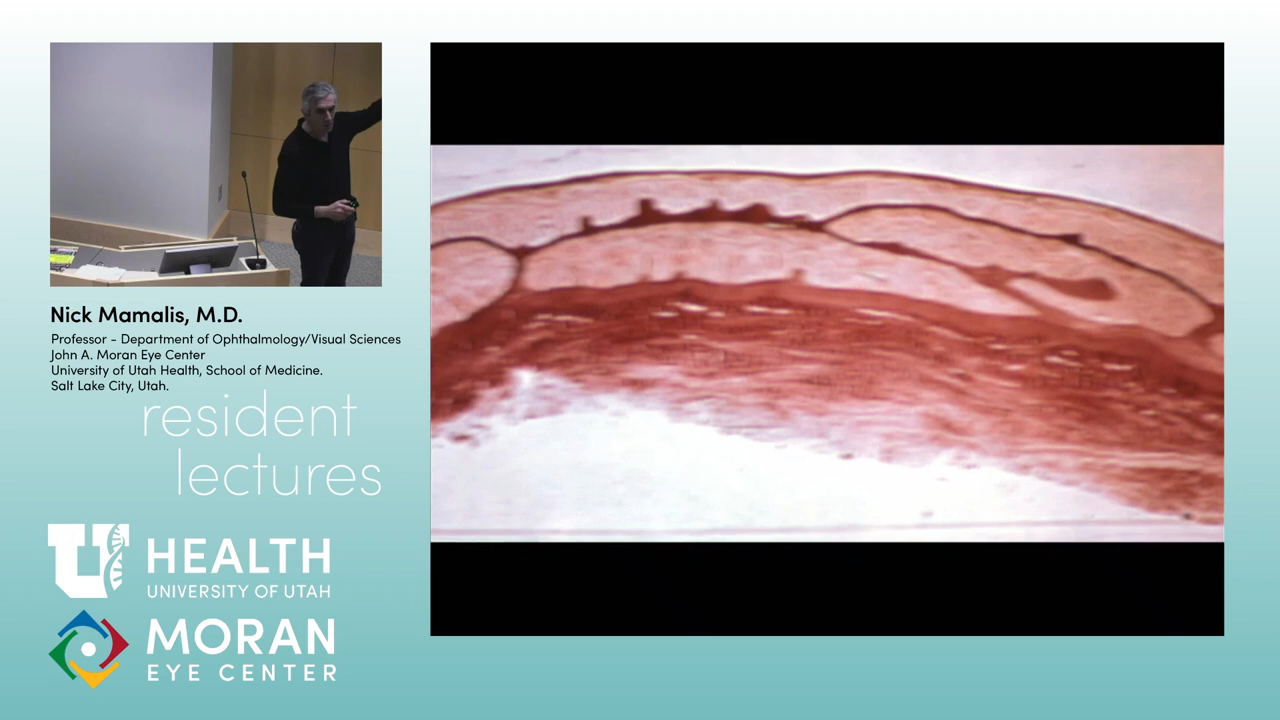 Nick Mamalis, M.D.
Professor - Department of Ophthalmology/Visual Sciences
John A. Moran Eye Center
University of Utah Health, School of Medicine.
Salt Lake City, Utah.
resident
lectures
U HEALTH
UNIVERSITY OF UTAH
MORAN
EYE CENTER